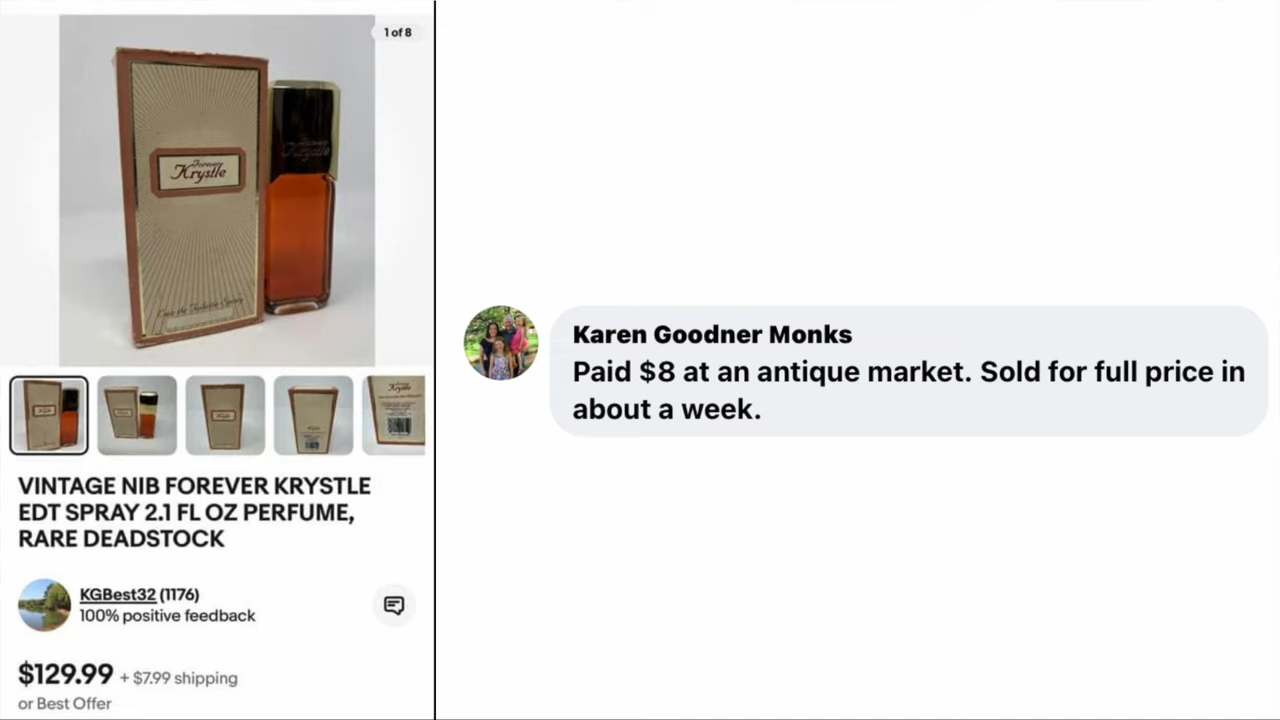 1 of 8
Forever
Krystle
VINTAGE NIB FOREVER KRYSTLE
EDT SPRAY 2.1 FL OZ PERFUME,
RARE DEADSTOCK
KGBest32 (1176)
100% positive feedback
$129.99 + $7.99 shipping
or Best Offer
Karen Goodner Monks
Paid $8 at an antique market. Sold for full price in
about a week.